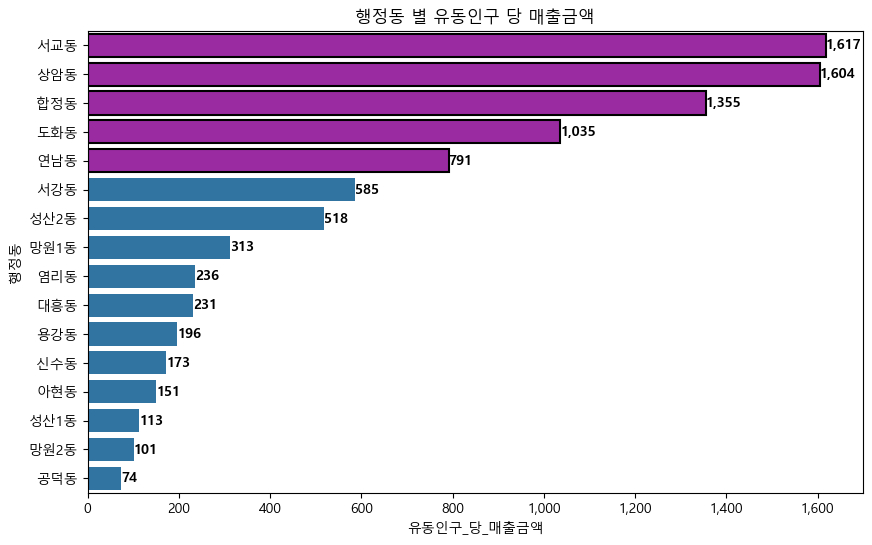 행정동 별 유동인구 당 매출금액
서교동 1,617
상암동 1,604
합정동 1,355
도화동 1,035
연남동 791
서강동 585
성산2동 518
망원1동 313
염리동 236
대흥동 231
용강동 196
신수동 173
아현동 151
성산1동 113
망원2동 101
공덕동 74
행정동
0 200 400 600 800 1,000 1,200 1,400 1,600
유동인구_당_매출금액